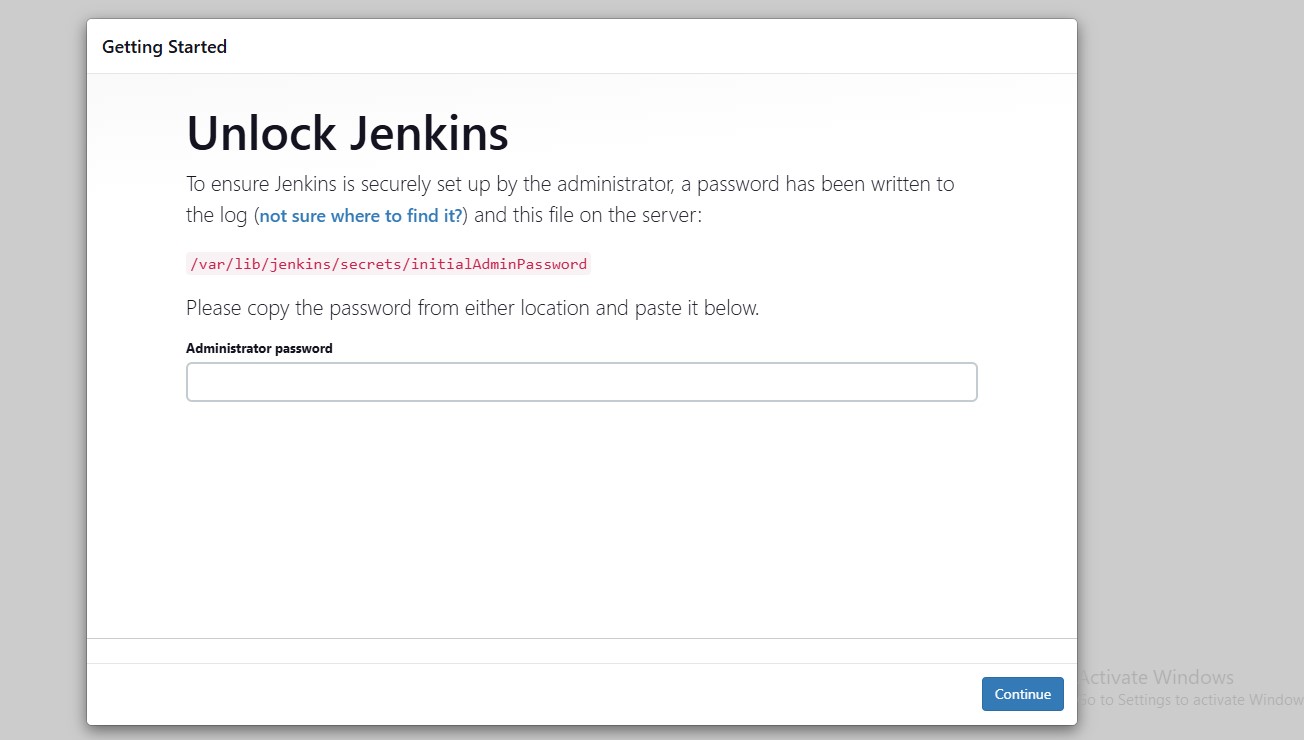 Getting Started
Unlock Jenkins
To ensure Jenkins is securely set up by the administrator, a password has been written to
the log (not sure where to find it?) and this file on the server:
/var/lib/jenkins/secrets/initialAdminPassword
Please copy the password from either location and paste it below.
Administrator password
Continue
Activate Windows
Go to Settings to activate Window